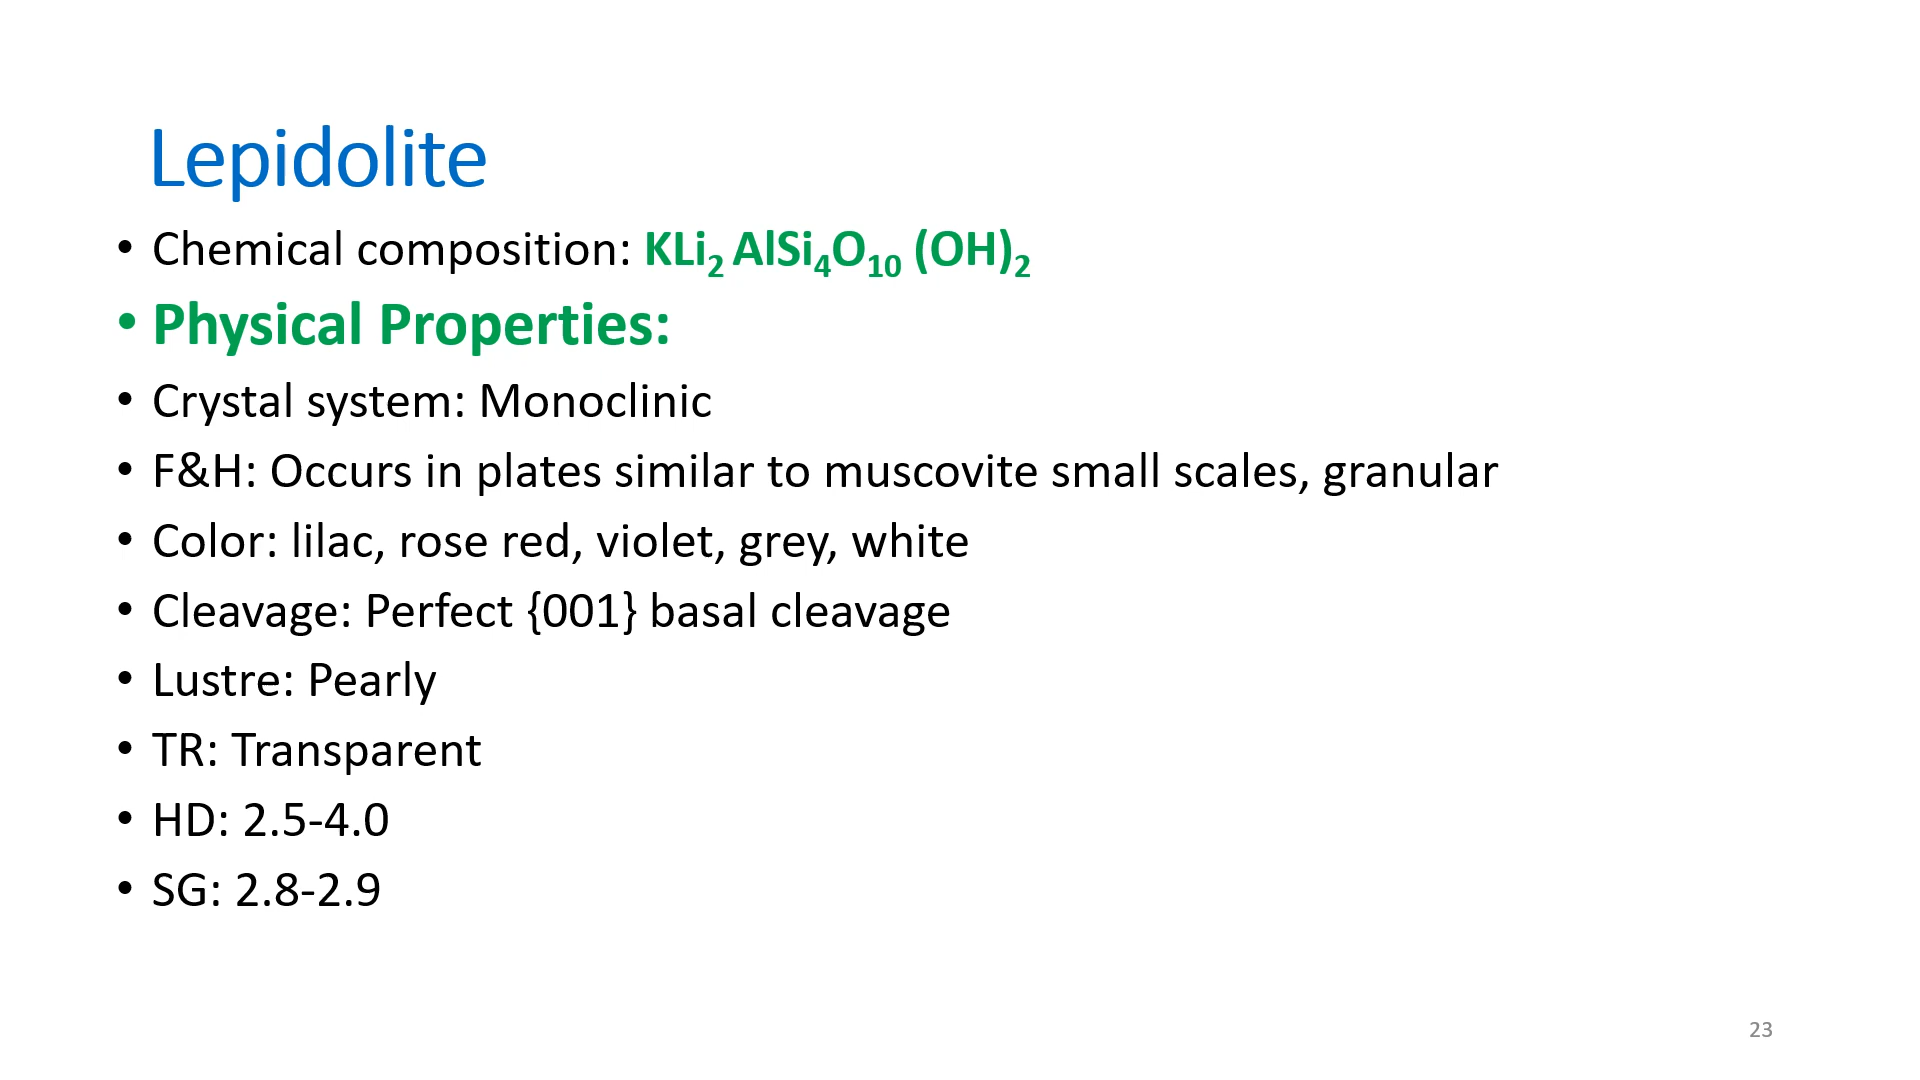 Lepidolite
• Chemical composition: KLi₂ AlSi₄O₁₀ (OH)₂
• Physical Properties:
• Crystal system: Monoclinic
• F&H: Occurs in plates similar to muscovite small scales, granular
• Color: lilac, rose red, violet, grey, white
• Cleavage: Perfect {001} basal cleavage
• Lustre: Pearly
• TR: Transparent
• HD: 2.5-4.0
• SG: 2.8-2.9
23